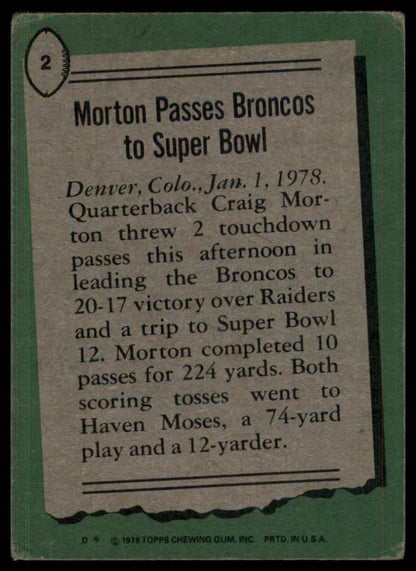 2
Morton Passes Broncos
to Super Bowl
Denver, Colo., Jan. 1, 1978.
Quarterback Craig Mor-
ton threw 2 touchdown
passes this afternoon in
leading the Broncos to
20-17 victory over Raiders
and a trip to Super Bowl
12. Morton completed 10
passes for 224 yards. Both
scoring tosses went to
Haven Moses, a 74-yard
play and a 12-yarder.
D * © 1978 TOPPS CHEWING GUM, INC. PRTD. IN U.S.A.